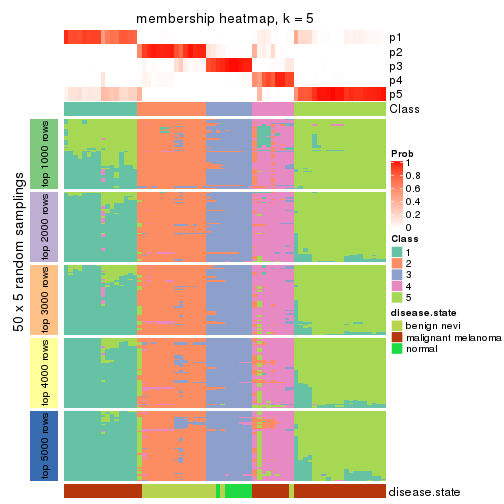 membership heatmap, k = 5
p1
p2
p3
p4
p5
Class
50 x 5 random samplings
top 1000 rows
top 2000 rows
top 3000 rows
top 4000 rows
top 5000 rows
disease.state
Prob
1
0.8
0.6
0.4
0.2
0
Class
1
2
3
4
5
disease.state
benign nevi
malignant melanoma
normal